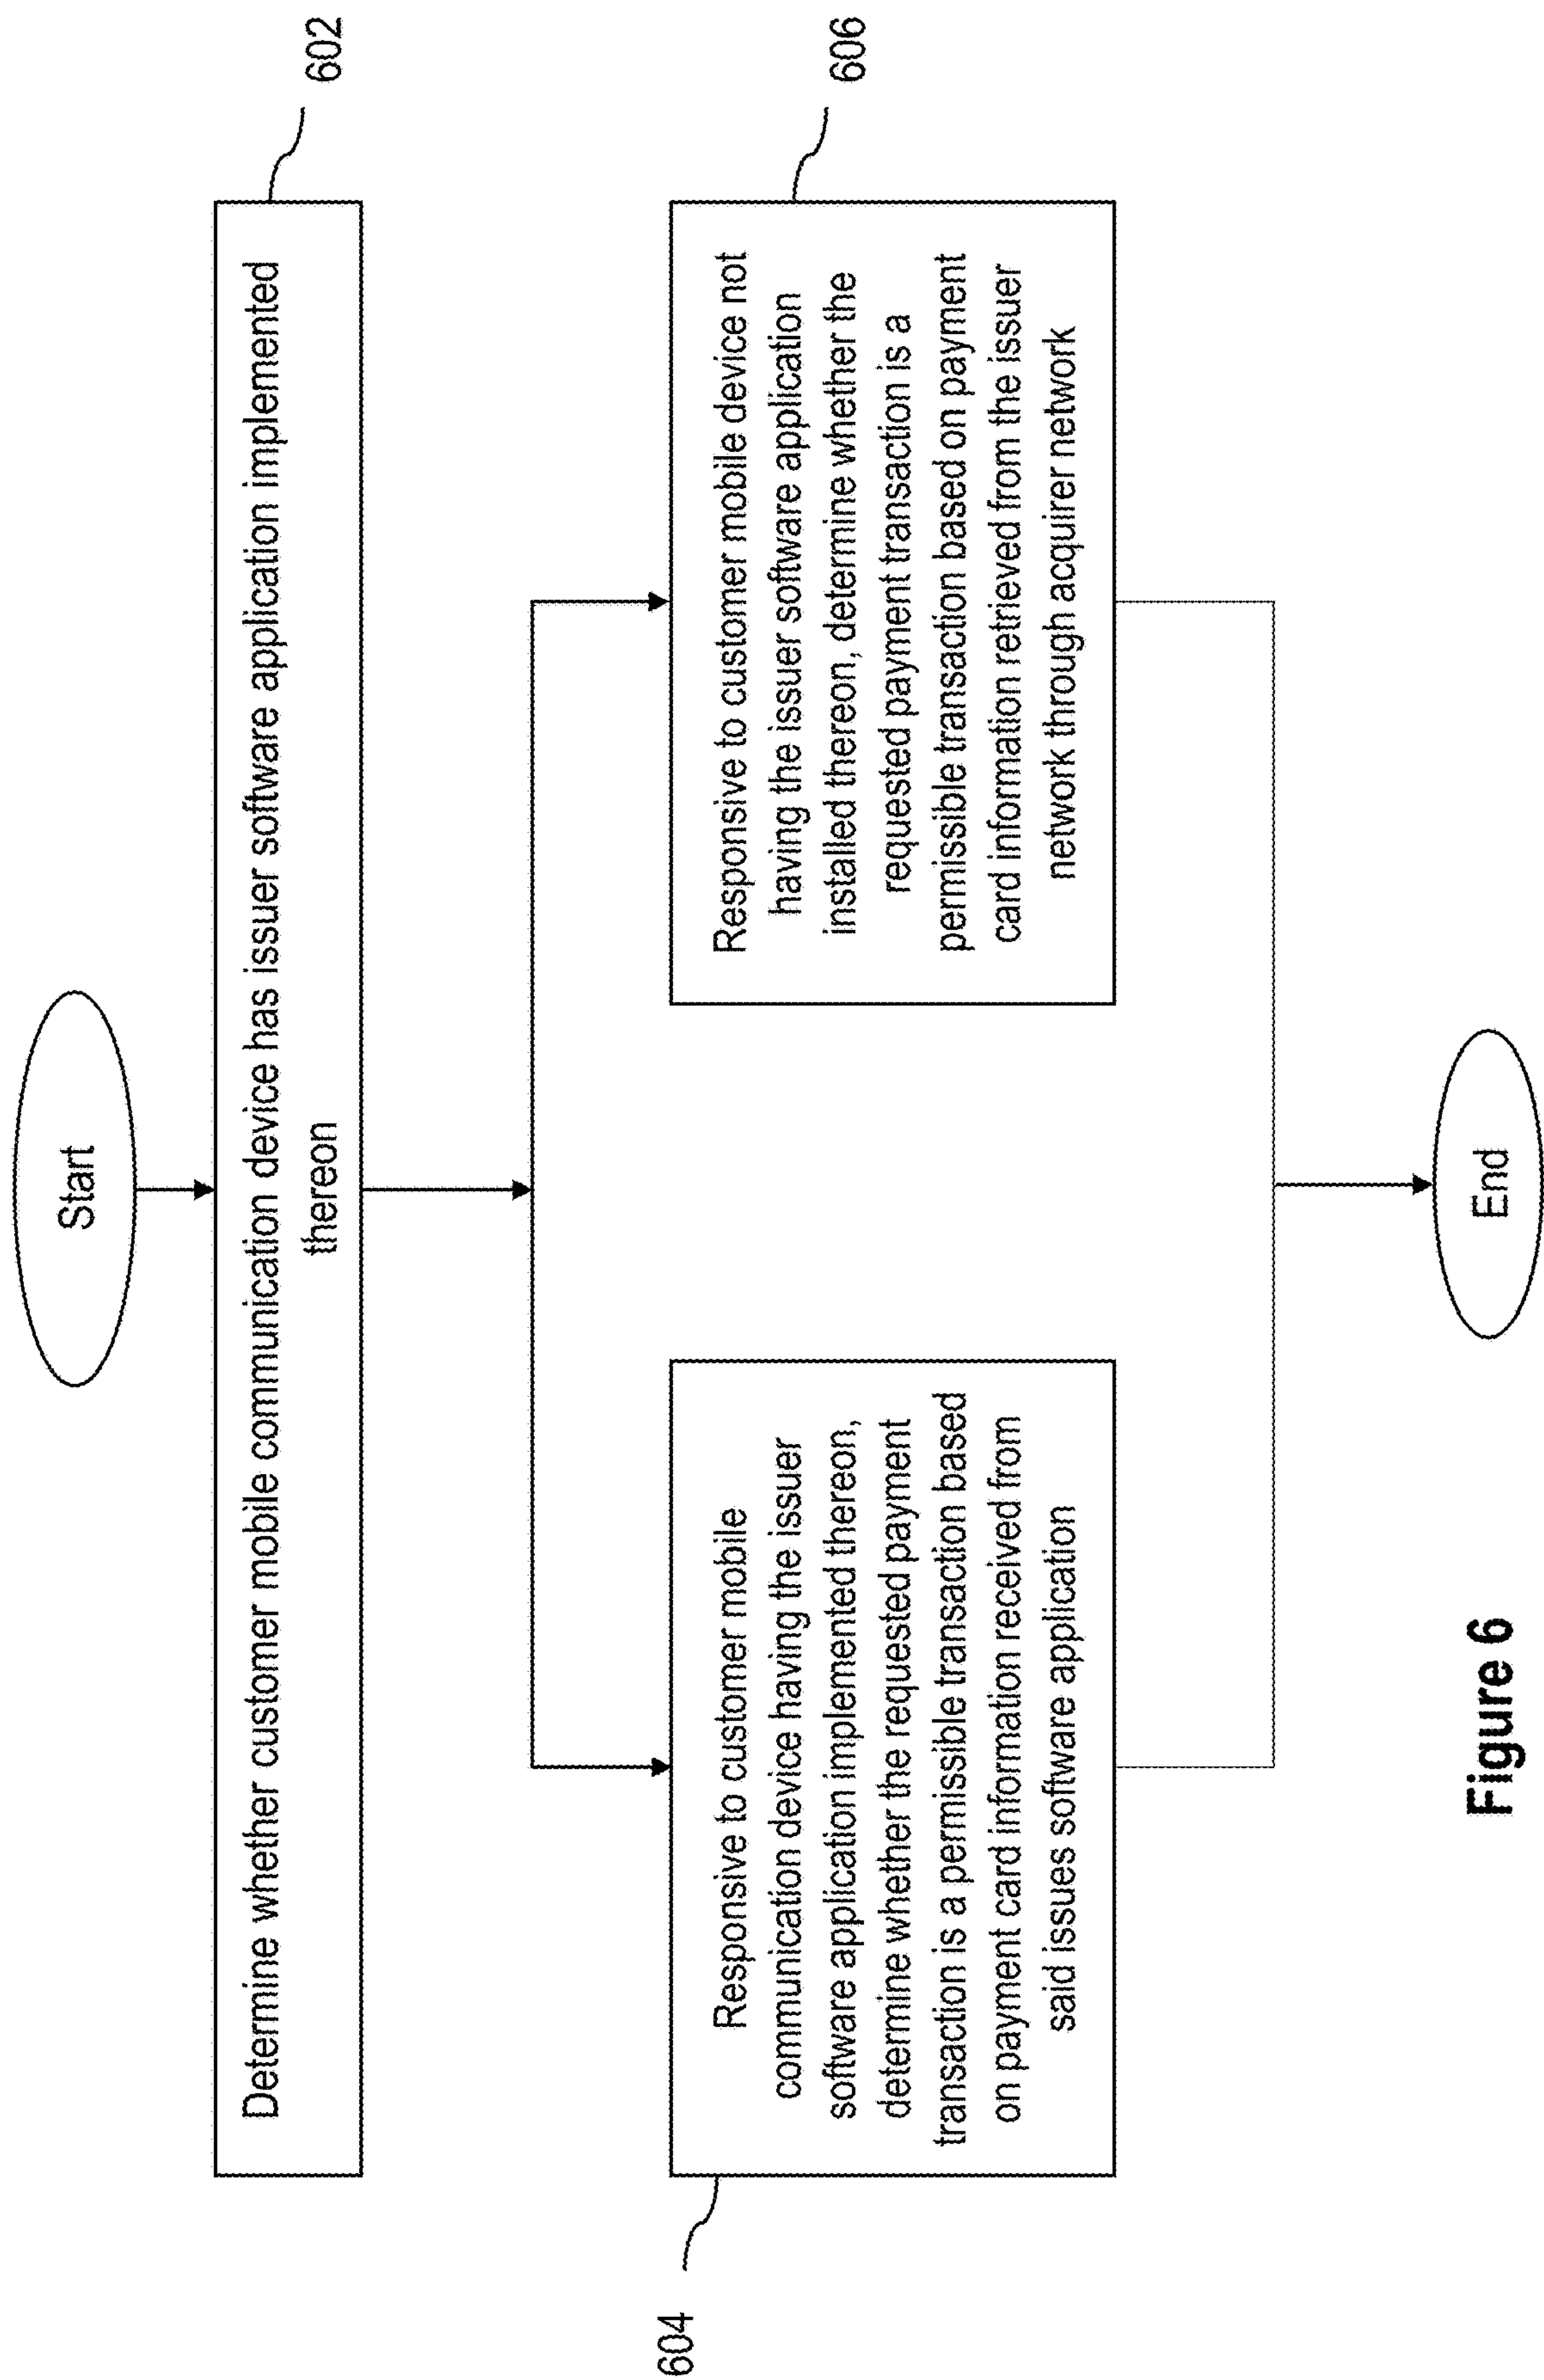 Start
602
Determine whether customer mobile communication device has issuer software application implemented
thereon
604
Responsive to customer mobile
communication device having the issuer
software application implemented thereon,
determine whether the requested payment
transaction is a permissible transaction based
on payment card information received from
said issues software application
606
Responsive to customer mobile device not
having the issuer software application
installed thereon, determine whether the
requested payment transaction is a
permissible transaction based on payment
card information retrieved from the issuer
network through acquirer network
End
Figure 6